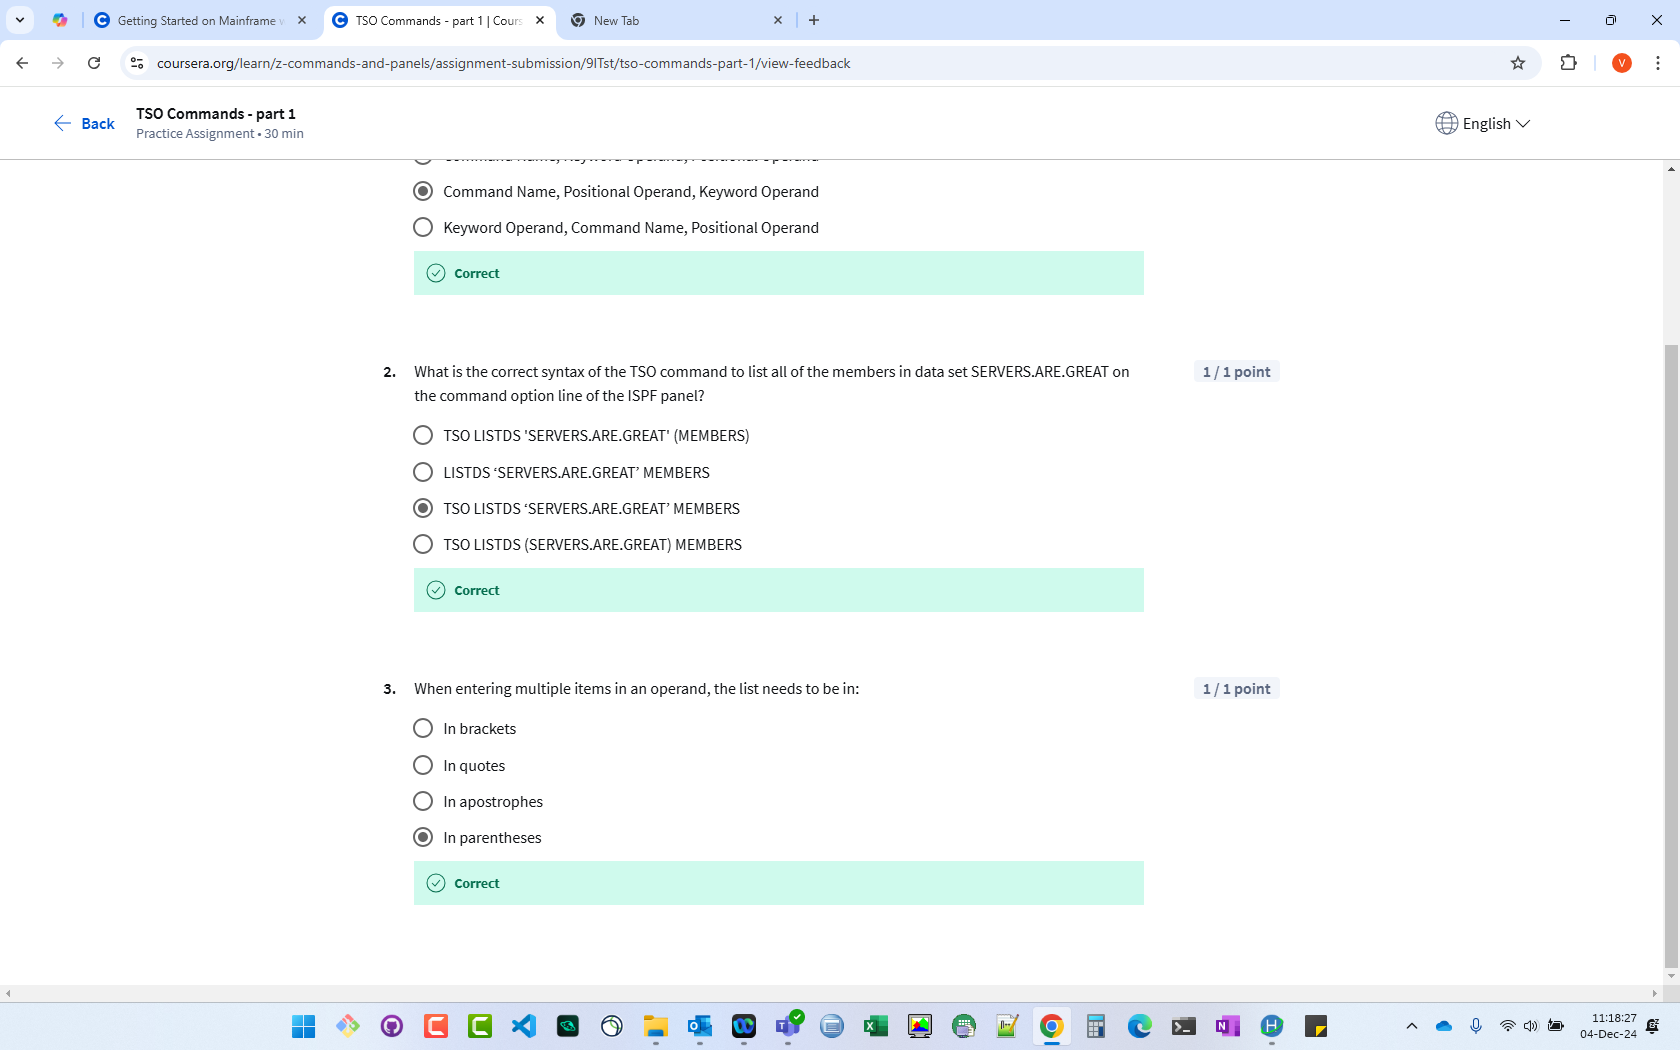 Getting Started on Mainframe
TSO Commands - part 1 | Cours
New Tab
coursera.org/learn/z-commands-and-panels/assignment-submission/9ITst/tso-commands-part-1/view-feedback
V
Back
TSO Commands - part 1
Practice Assignment • 30 min
English
Command Name, Keyword Operand, Positional Operand
Command Name, Positional Operand, Keyword Operand
Keyword Operand, Command Name, Positional Operand
Correct
2. What is the correct syntax of the TSO command to list all of the members in data set SERVERS.ARE.GREAT on
the command option line of the ISPF panel?
1 / 1 point
TSO LISTDS 'SERVERS.ARE.GREAT' (MEMBERS)
LISTDS ‘SERVERS.ARE.GREAT’ MEMBERS
TSO LISTDS ‘SERVERS.ARE.GREAT’ MEMBERS
TSO LISTDS (SERVERS.ARE.GREAT) MEMBERS
Correct
3. When entering multiple items in an operand, the list needs to be in:
1 / 1 point
In brackets
In quotes
In apostrophes
In parentheses
Correct
11:18:27
04-Dec-24